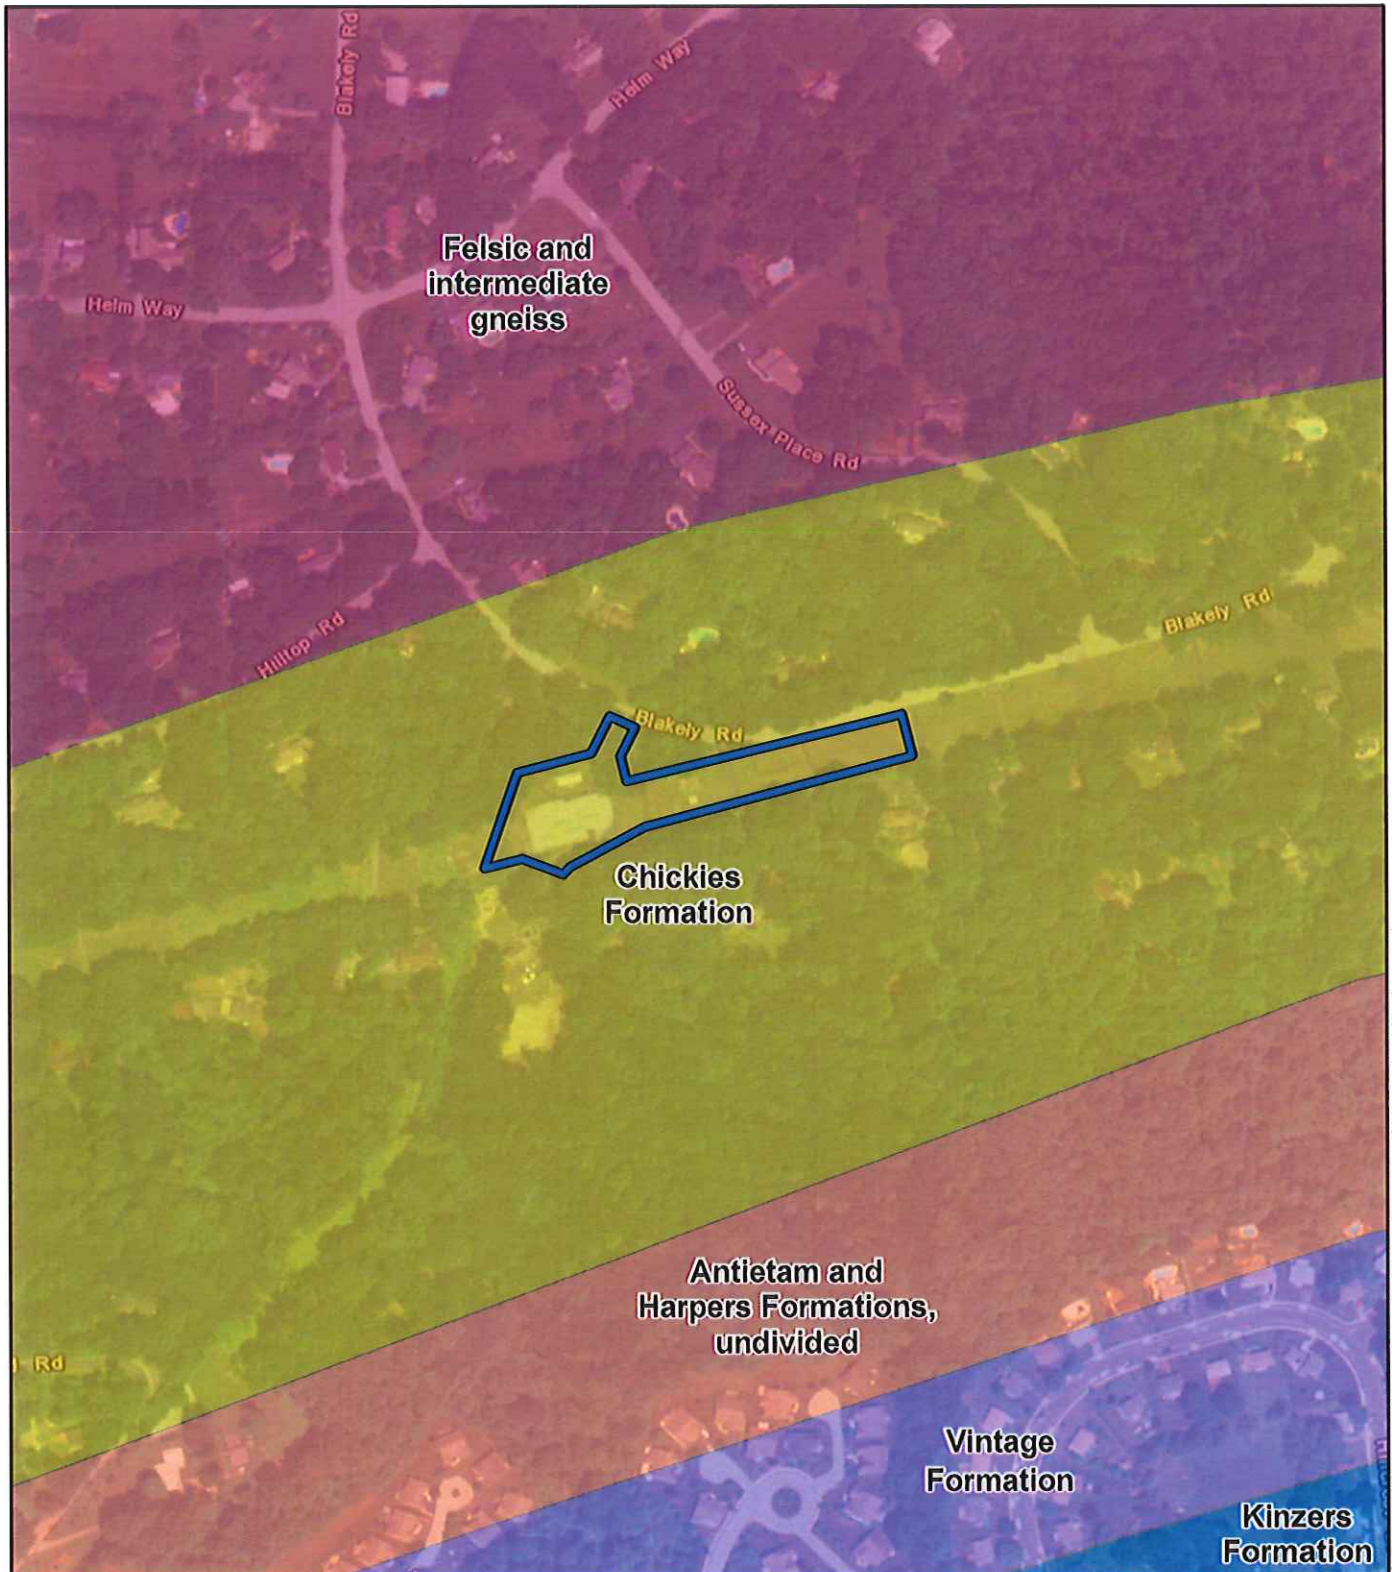 Blakely Rd
Helm Way
Felsic and
intermediate
gneiss
Helm Way
Sussex Place Rd
Hilltop Rd
Blakely Rd
Blakely Rd
Chickies
Formation
Antietam and
Harpers Formations,
undivided
Rd
Vintage
Formation
Kinzers
Formation